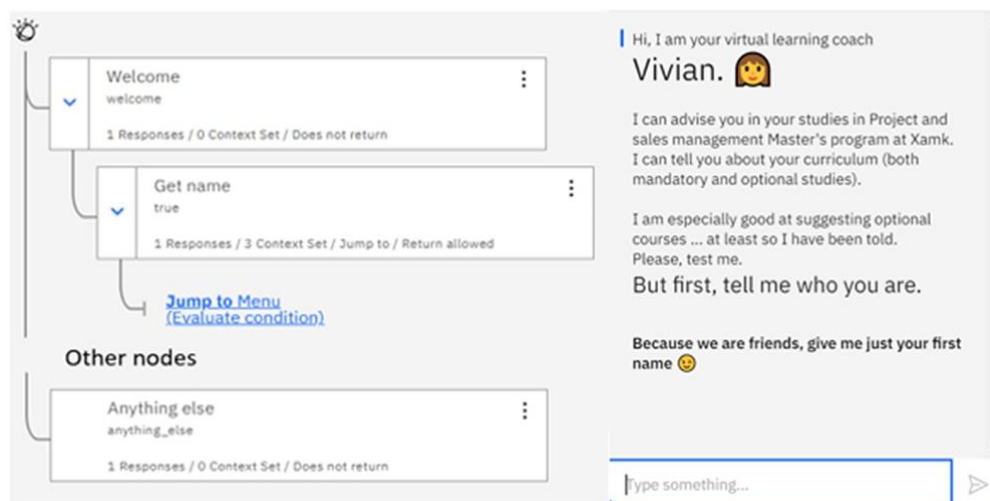 Welcome
welcome
1 Responses / 0 Context Set / Does not return
Get name
true
1 Responses / 3 Context Set / Jump to / Return allowed
Jump to Menu
(Evaluate condition)
Other nodes
Anything else
anything_else
1 Responses / 0 Context Set / Does not return
Hi, I am your virtual learning coach
Vivian.
I can advise you in your studies in Project and
sales management Master's program at Xamk.
I can tell you about your curriculum (both
mandatory and optional studies).
I am especially good at suggesting optional
courses ... at least so I have been told.
Please, test me.
But first, tell me who you are.
Because we are friends, give me just your first
name 😉
Type something...